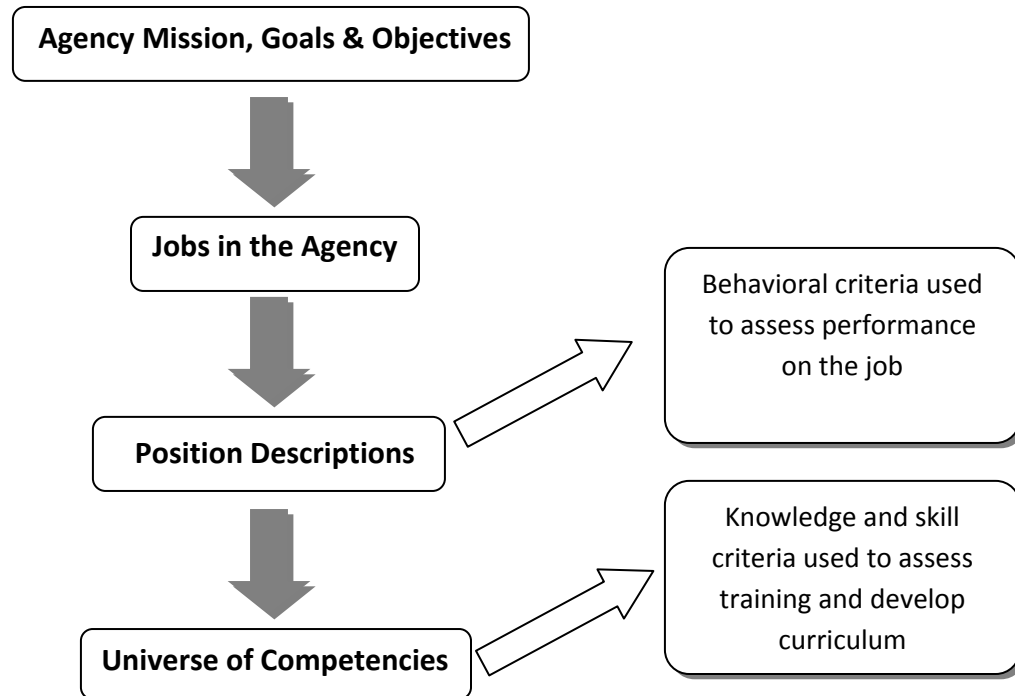 Agency Mission, Goals & Objectives
Jobs in the Agency
Behavioral criteria used
to assess performance
on the job
Position Descriptions
Knowledge and skill
criteria used to assess
training and develop
curriculum
Universe of Competencies